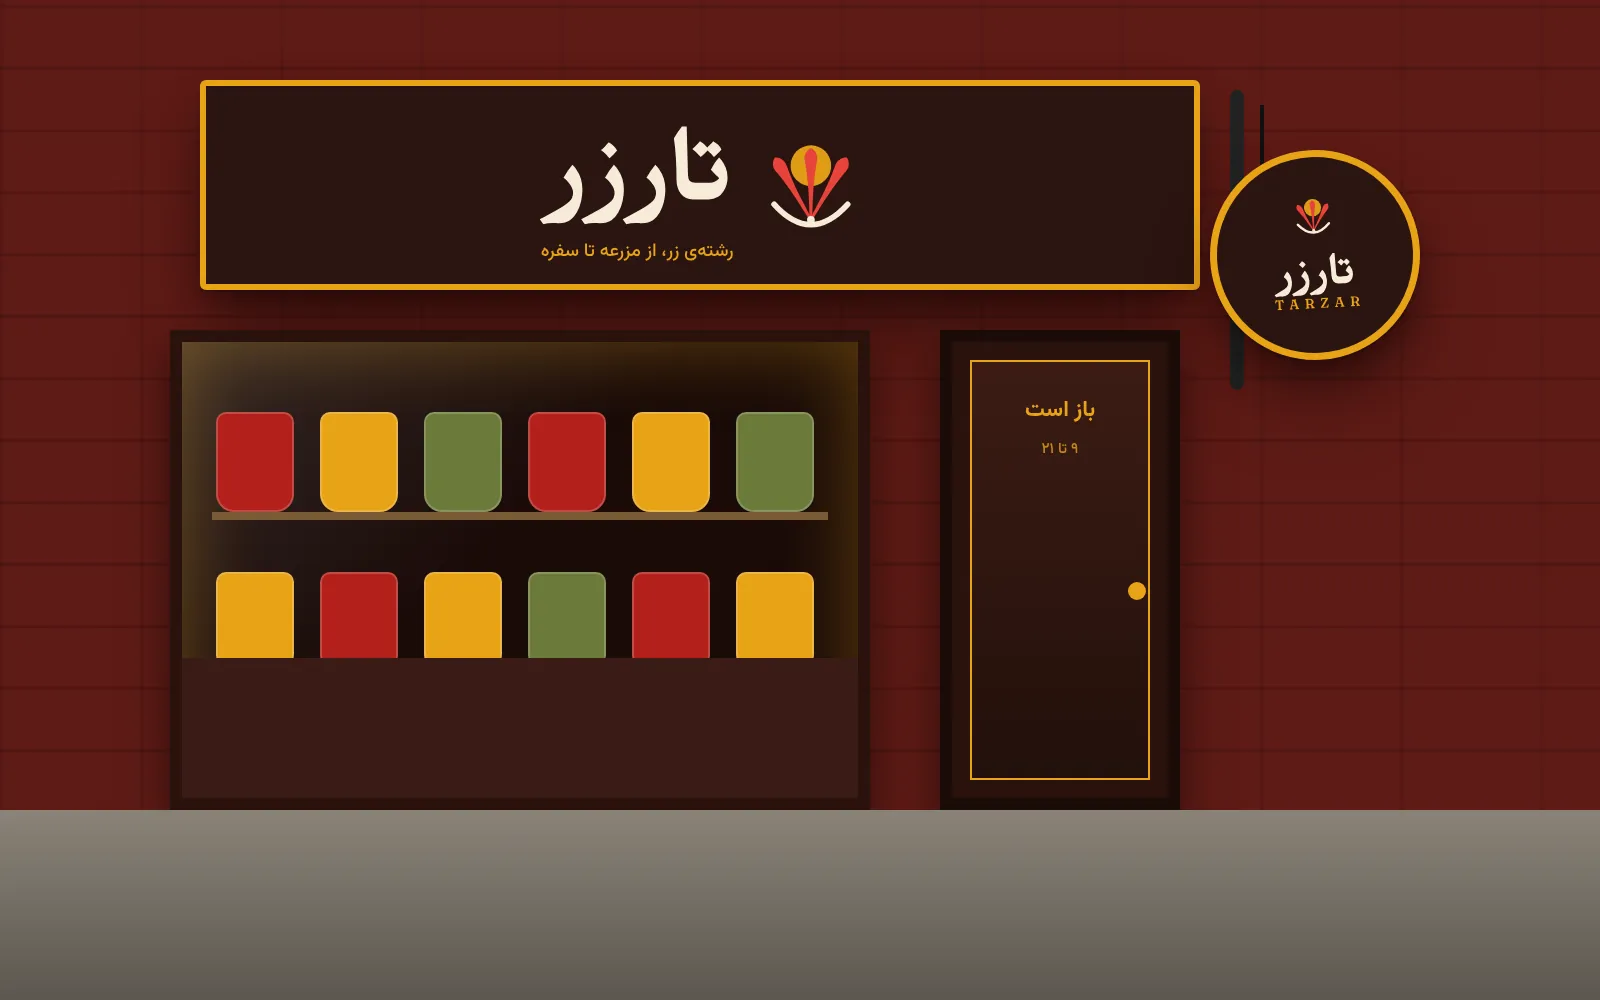 تارزر
رشته‌ی زر، از مزرعه تا سفره
تارزر
TARZAR
باز است
۹ تا ۲۱